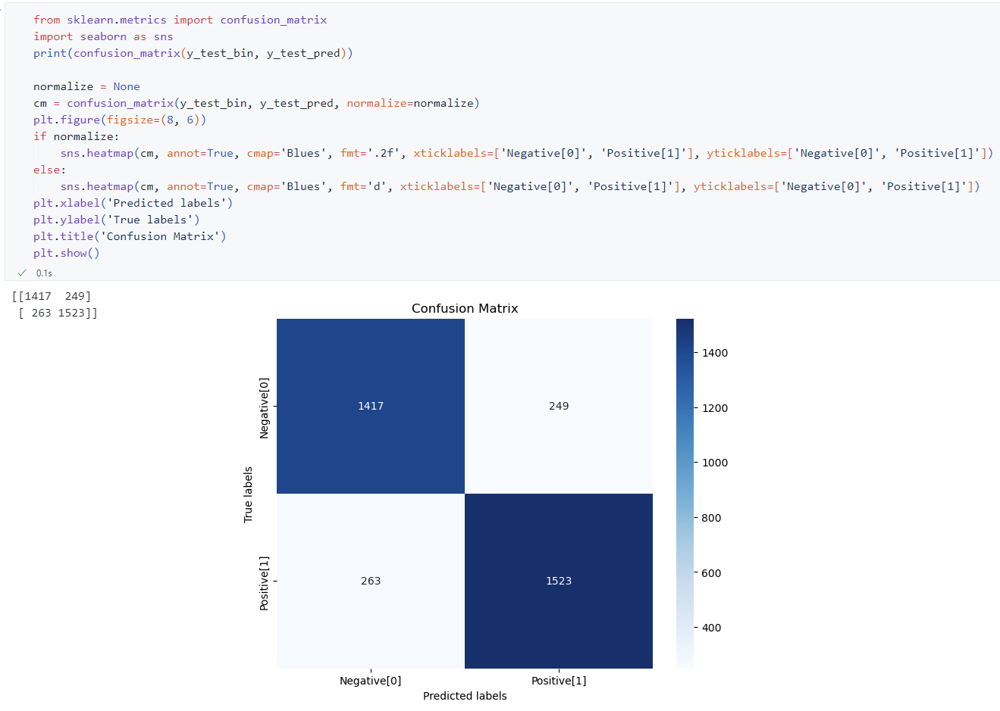 from sklearn.metrics import confusion_matrix
import seaborn as sns
print(confusion_matrix(y_test_bin, y_test_pred))
normalize = None
cm = confusion_matrix(y_test_bin, y_test_pred, normalize=normalize)
plt.figure(figsize=(8, 6))
if normalize:
    sns.heatmap(cm, annot=True, cmap='Blues', fmt='.2f', xticklabels=['Negative[0]', 'Positive[1]'], yticklabels=['Negative[0]', 'Positive[1]'])
else:
    sns.heatmap(cm, annot=True, cmap='Blues', fmt='d', xticklabels=['Negative[0]', 'Positive[1]'], yticklabels=['Negative[0]', 'Positive[1]'])
plt.xlabel('Predicted labels')
plt.ylabel('True labels')
plt.title('Confusion Matrix')
plt.show()
0.1s
[[1417  249]
 [ 263 1523]]
Confusion Matrix
True labels
Negative[0]
1417 249
Positive[1]
263 1523
Negative[0] Positive[1]
Predicted labels
1400
1200
1000
800
600
400